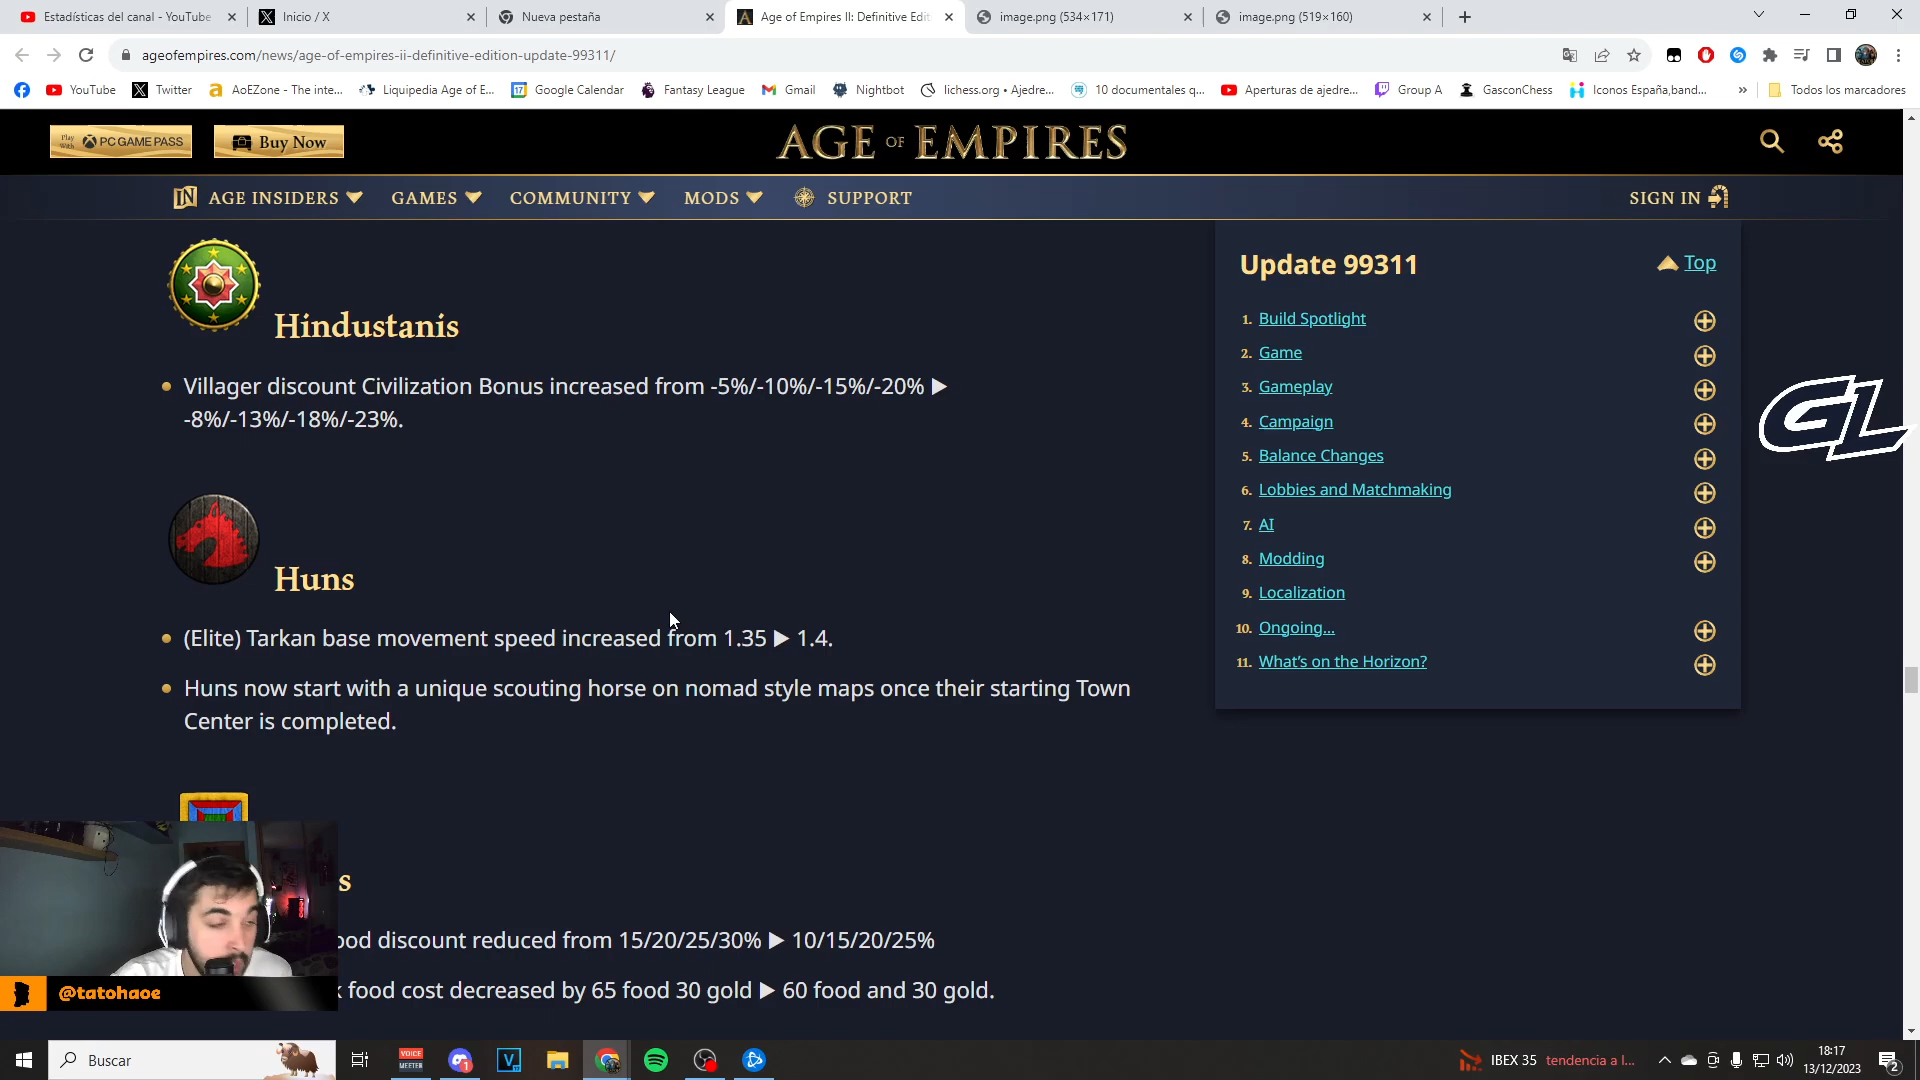 Estadísticas del canal - YouTube
Inicio / X
Nueva pestaña
Age of Empires II: Definitive Edit
image.png (534×171)
image.png (519×160)
ageofempires.com/news/age-of-empires-ii-definitive-edition-update-99311/
YouTube
Twitter
AoEZone - The inte...
Liquipedia Age of E...
Google Calendar
Fantasy League
Gmail
Nightbot
lichess.org • Ajedre...
10 documentales q...
Aperturas de ajedre...
Group A
GasconChess
Iconos España,band...
»
Todos los marcadores
Play With PC GAME PASS
Buy Now
AGE OF EMPIRES
AGE INSIDERS
GAMES
COMMUNITY
MODS
SUPPORT
SIGN IN
Hindustanis
Villager discount Civilization Bonus increased from -5%/-10%/-15%/-20% ▶
-8%/-13%/-18%/-23%.
Huns
(Elite) Tarkan base movement speed increased from 1.35 ▶ 1.4.
Huns now start with a unique scouting horse on nomad style maps once their starting Town
Center is completed.
s
ood discount reduced from 15/20/25/30% ▶ 10/15/20/25%
food cost decreased by 65 food 30 gold ▶ 60 food and 30 gold.
Update 99311
Top
1. Build Spotlight
2. Game
3. Gameplay
4. Campaign
5. Balance Changes
6. Lobbies and Matchmaking
7. AI
8. Modding
9. Localization
10. Ongoing...
11. What's on the Horizon?
GL
@tatohaoe
Buscar
VOICE
MEETER
1
V
IBEX 35 tendencia a l...
18:17
13/12/2023
2